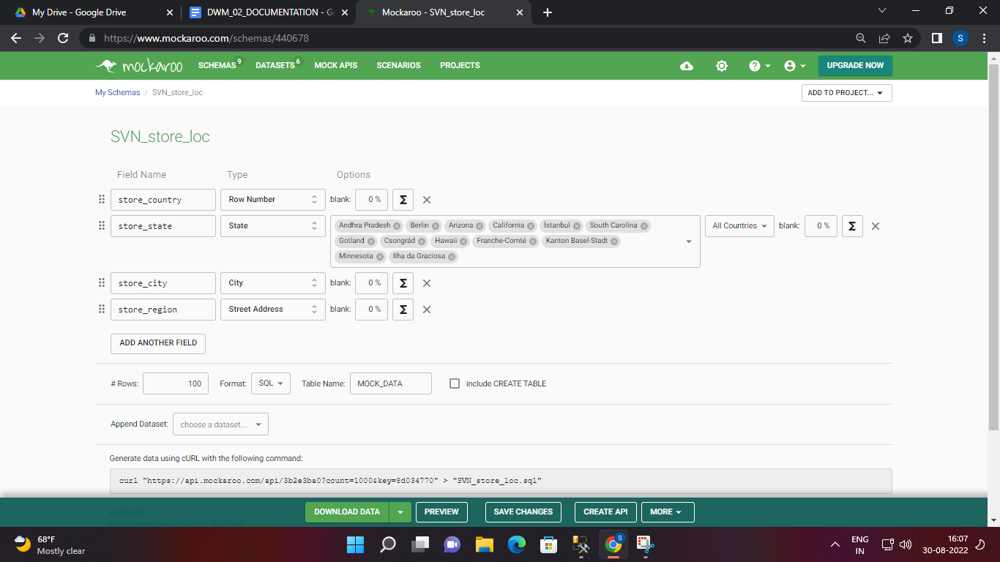 My Drive - Google Drive
DWM_02_DOCUMENTATION - Go
Mockaroo - SVN_store_loc
https://www.mockaroo.com/schemas/440678
S
mockaroo
SCHEMAS 9
DATASETS 6
MOCK APIS
SCENARIOS
PROJECTS
UPGRADE NOW
My Schemas / SVN_store_loc
ADD TO PROJECT...
SVN_store_loc
Field Name Type Options
store_country Row Number blank: 0 % Σ
store_state State
Andhra Pradesh Berlin Arizona California İstanbul South Carolina
Gotland Csongrád Hawaii Franche-Comté Kanton Basel-Stadt
Minnesota Ilha da Graciosa
All Countries blank: 0 % Σ
store_city City blank: 0 % Σ
store_region Street Address blank: 0 % Σ
ADD ANOTHER FIELD
# Rows: 100 Format: SQL Table Name: MOCK_DATA include CREATE TABLE
Append Dataset: choose a dataset...
Generate data using cURL with the following command:
curl "https://api.mockaroo.com/api/3b2e3ba0?count=1000&key=8d034770" > "SVN_store_loc.sql"
Public URL:
DOWNLOAD DATA PREVIEW SAVE CHANGES CREATE API MORE
68°F
Mostly clear
S
ENG
IN
16:07
30-08-2022